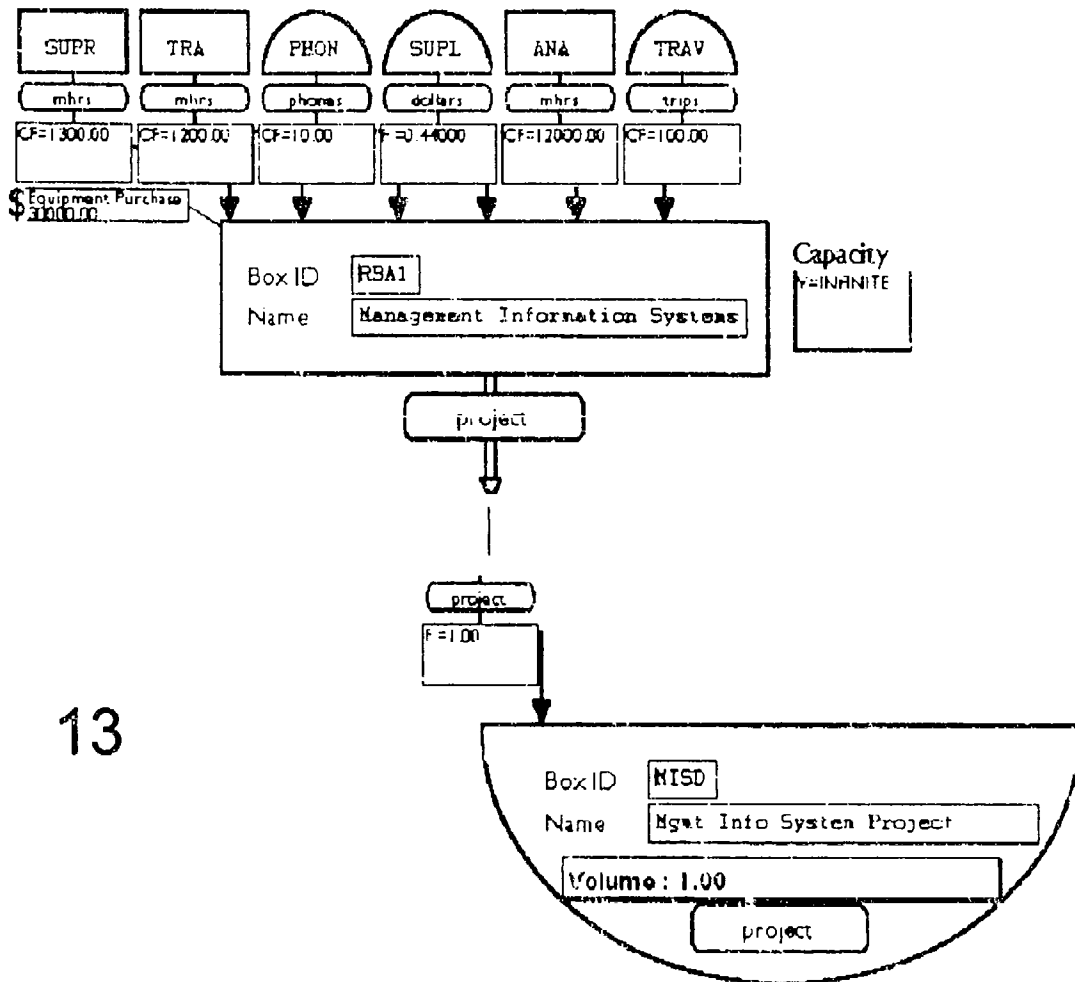 SUPR
TRA
PHON
SUPL
ANA
TRAV
mhrs
mhrs
phones
dollars
mhrs
trips
CF=1300.00
CF=1200.00
CF=10.00
F=0.44000
CF=12000.00
CF=100.00
$ Equipment Purchase
30000.00
Box ID RBA1
Name Management Information Systems
Capacity
V=INFINITE
project
project
F=1.00
13
Box ID MISD
Name Mgmt Info System Project
Volume : 1.00
project